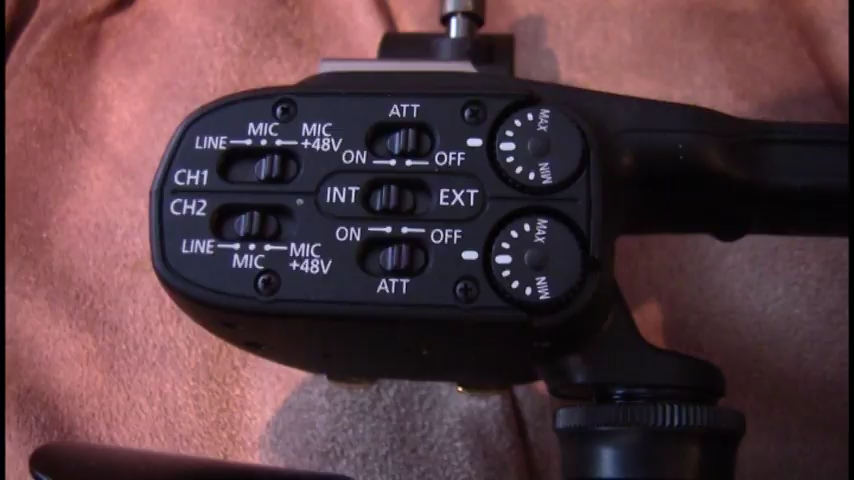 ATT
MIC MIC
LINE +48V
ON OFF
MAX
MIN
CH1
INT EXT
CH2
ON OFF
LINE MIC
MIC +48V
ATT
MAX
MIN